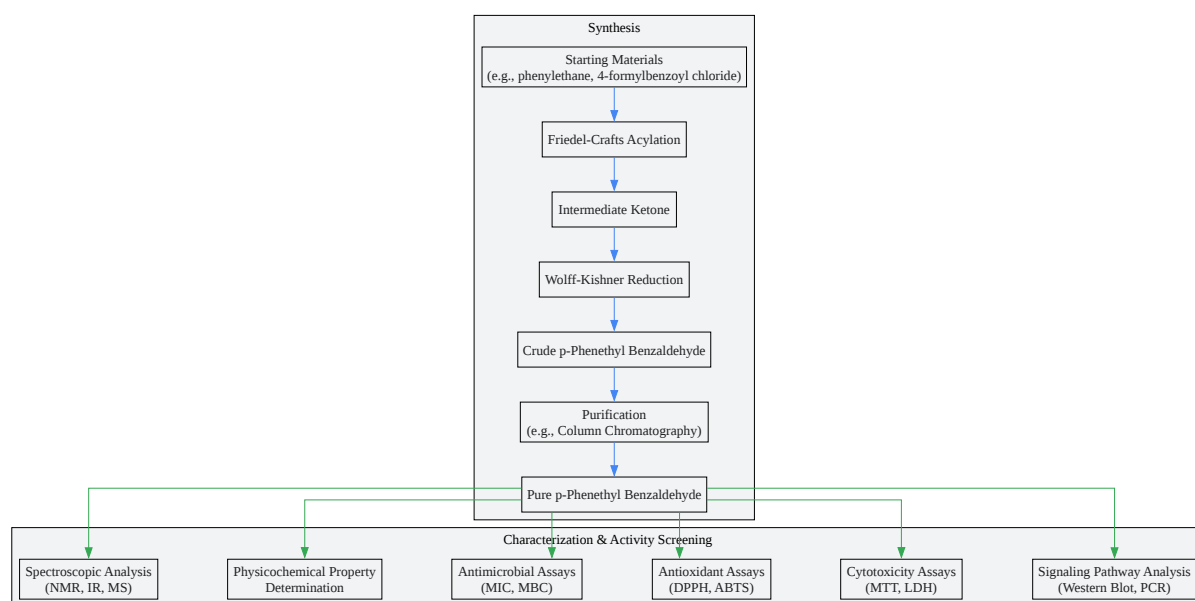 Synthesis
Starting Materials
(e.g., phenylethane, 4-formylbenzoyl chloride)
Friedel-Crafts Acylation
Intermediate Ketone
Wolff-Kishner Reduction
Crude p-Phenethyl Benzaldehyde
Purification
(e.g., Column Chromatography)
Pure p-Phenethyl Benzaldehyde
Characterization & Activity Screening
Spectroscopic Analysis
(NMR, IR, MS)
Physicochemical Property
Determination
Antimicrobial Assays
(MIC, MBC)
Antioxidant Assays
(DPPH, ABTS)
Cytotoxicity Assays
(MTT, LDH)
Signaling Pathway Analysis
(Western Blot, PCR)